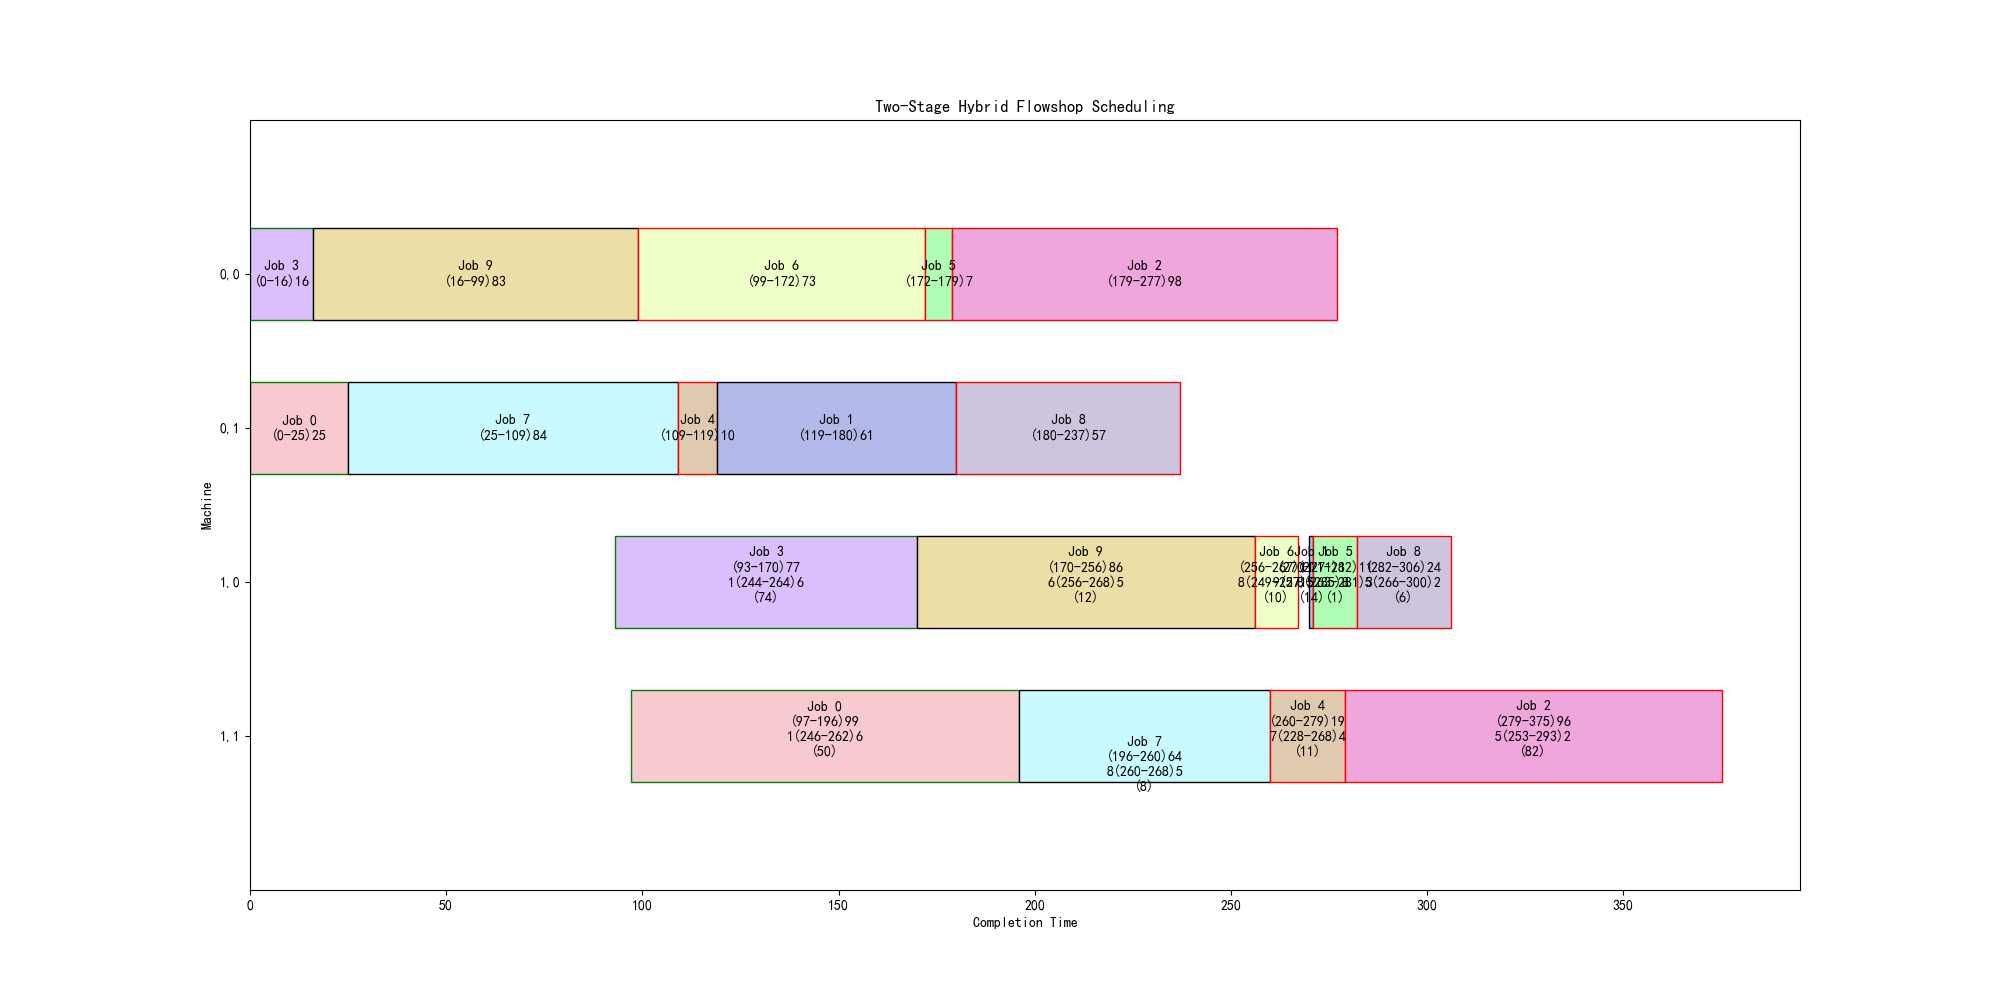 Two-Stage Hybrid Flowshop Scheduling
0,0
Job 3
(0-16)16
Job 9
(16-99)83
Job 6
(99-172)73
Job 5
(172-179)7
Job 2
(179-277)98
0,1
Job 0
(0-25)25
Job 7
(25-109)84
Job 4
(109-119)10
Job 1
(119-180)61
Job 8
(180-237)57
Machine
1,0
Job 3
(93-170)77
1(244-264)6
(74)
Job 9
(170-256)86
6(256-268)5
(12)
Job 6
(10)
Job 1
(14)
Job 5
(1)
Job 8
(282-306)24
(266-300)2
(6)
1,1
Job 0
(97-196)99
1(246-262)6
(50)
Job 7
(196-260)64
8(260-268)5
(8)
Job 4
(260-279)19
7(228-268)4
(11)
Job 2
(279-375)96
5(253-293)2
(82)
0 50 100 150 200 250 300 350
Completion Time